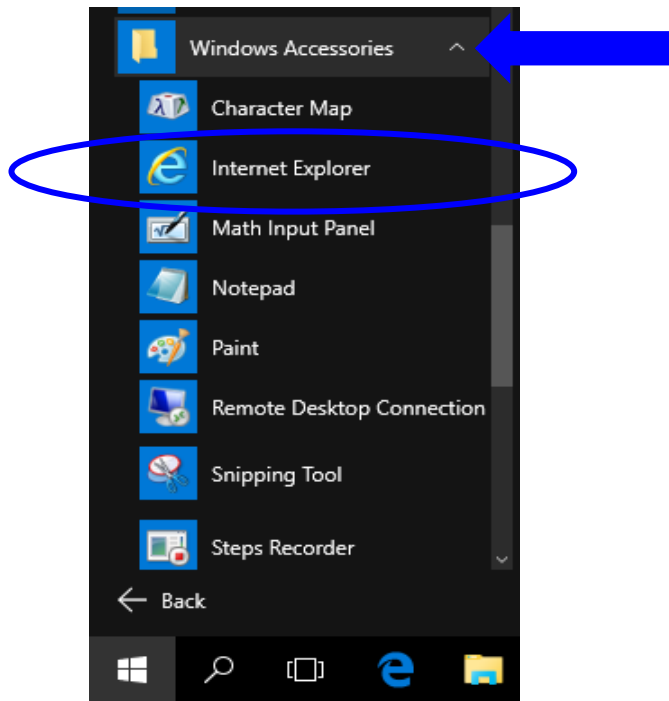 Windows Accessories
Character Map
Internet Explorer
Math Input Panel
Notepad
Paint
Remote Desktop Connection
Snipping Tool
Steps Recorder
Back